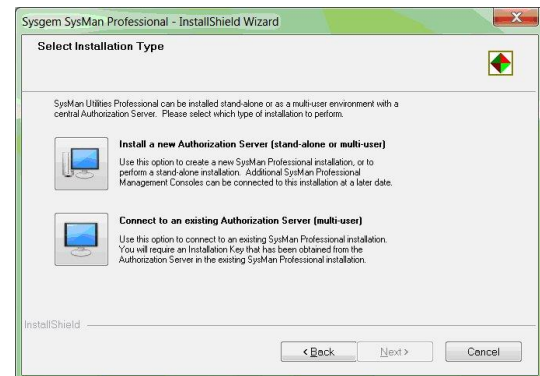 Sysgem SysMan Professional - InstallShield Wizard
Select Installation Type
SysMan Utilities Professional can be installed stand-alone or as a multi-user environment with a
central Authorization Server. Please select which type of installation to perform.
Install a new Authorization Server (stand-alone or multi-user)
Use this option to create a new SysMan Professional installation, or to
perform a stand-alone installation. Additional SysMan Professional
Management Consoles can be connected to this installation at a later date.
Connect to an existing Authorization Server (multi-user)
Use this option to connect to an existing SysMan Professional installation.
You will require an Installation Key that has been obtained from the
Authorization Server in the existing SysMan Professional installation.
InstallShield
< Back Next > Cancel